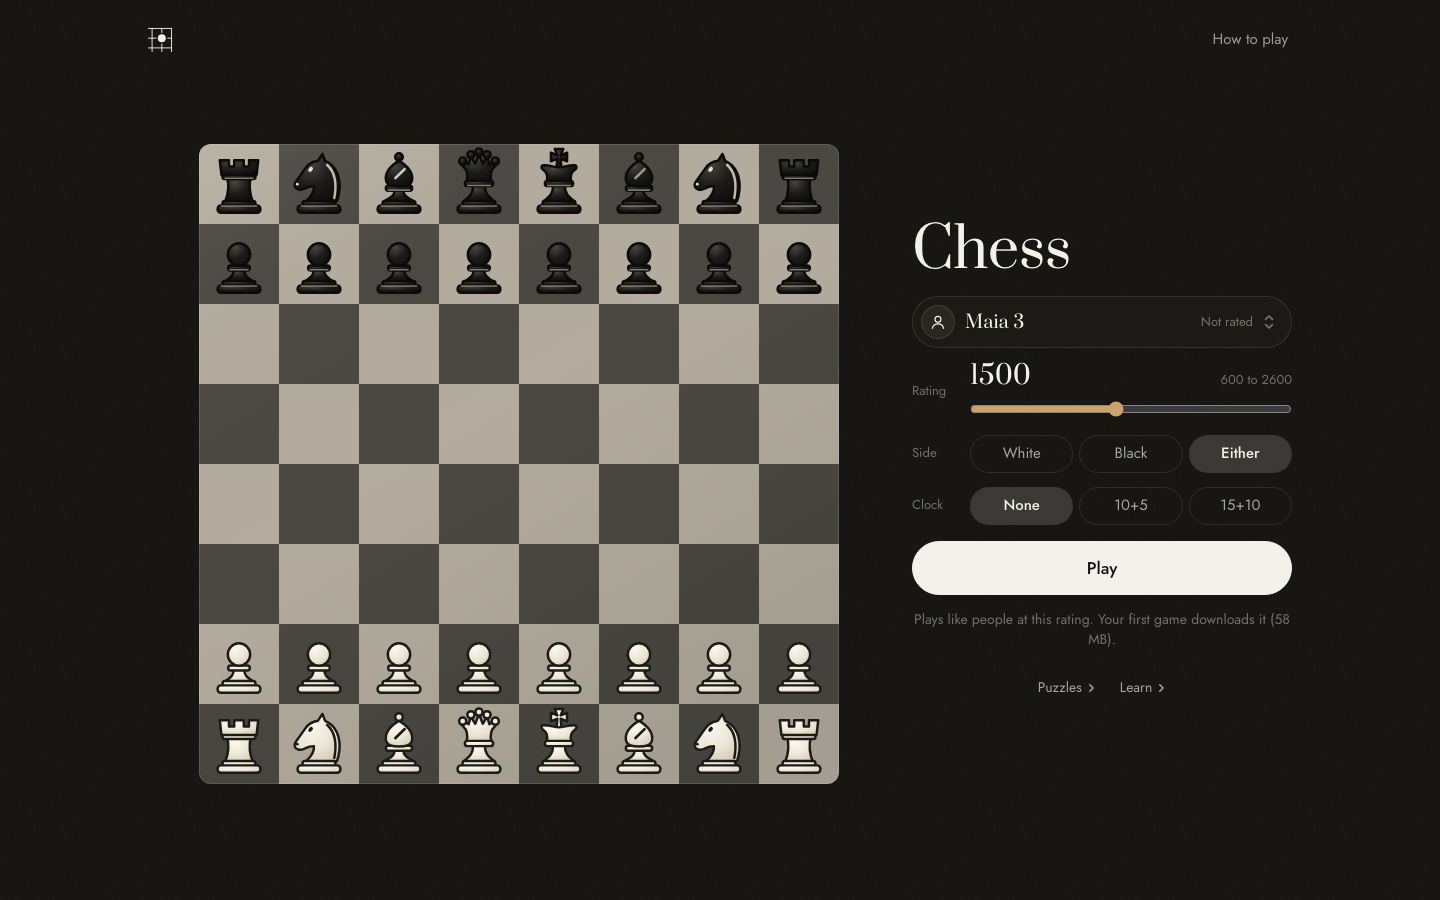 How to play
Chess
Maia 3
Not rated
Rating
1500
600 to 2600
Side
White
Black
Either
Clock
None
10+5
15+10
Play
Plays like people at this rating. Your first game downloads it (58
MB).
Puzzles
Learn